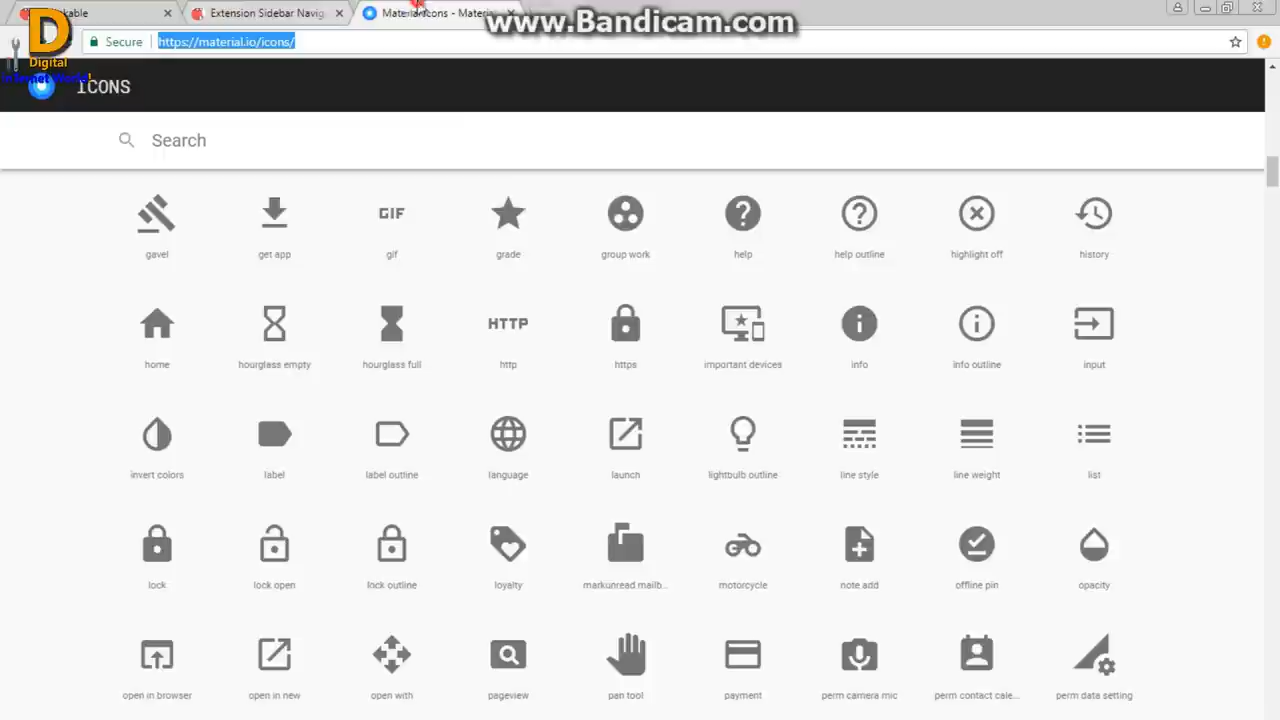 Extension Sidebar Navig
Material icons - Materi
www.Bandicam.com
D
Digital
Secure
https://material.io/icons/
ICONS
Search
GIF
gavel
get app
gif
grade
group work
help
help outline
highlight off
history
HTTP
home
hourglass empty
hourglass full
http
https
important devices
info
info outline
input
invert colors
label
label outline
language
launch
lightbulb outline
line style
line weight
list
lock
lock open
lock outline
loyalty
markunread mailb...
motorcycle
note add
offline pin
opacity
open in browser
open in new
open with
pageview
pan tool
payment
perm camera mic
perm contact cale...
perm data setting